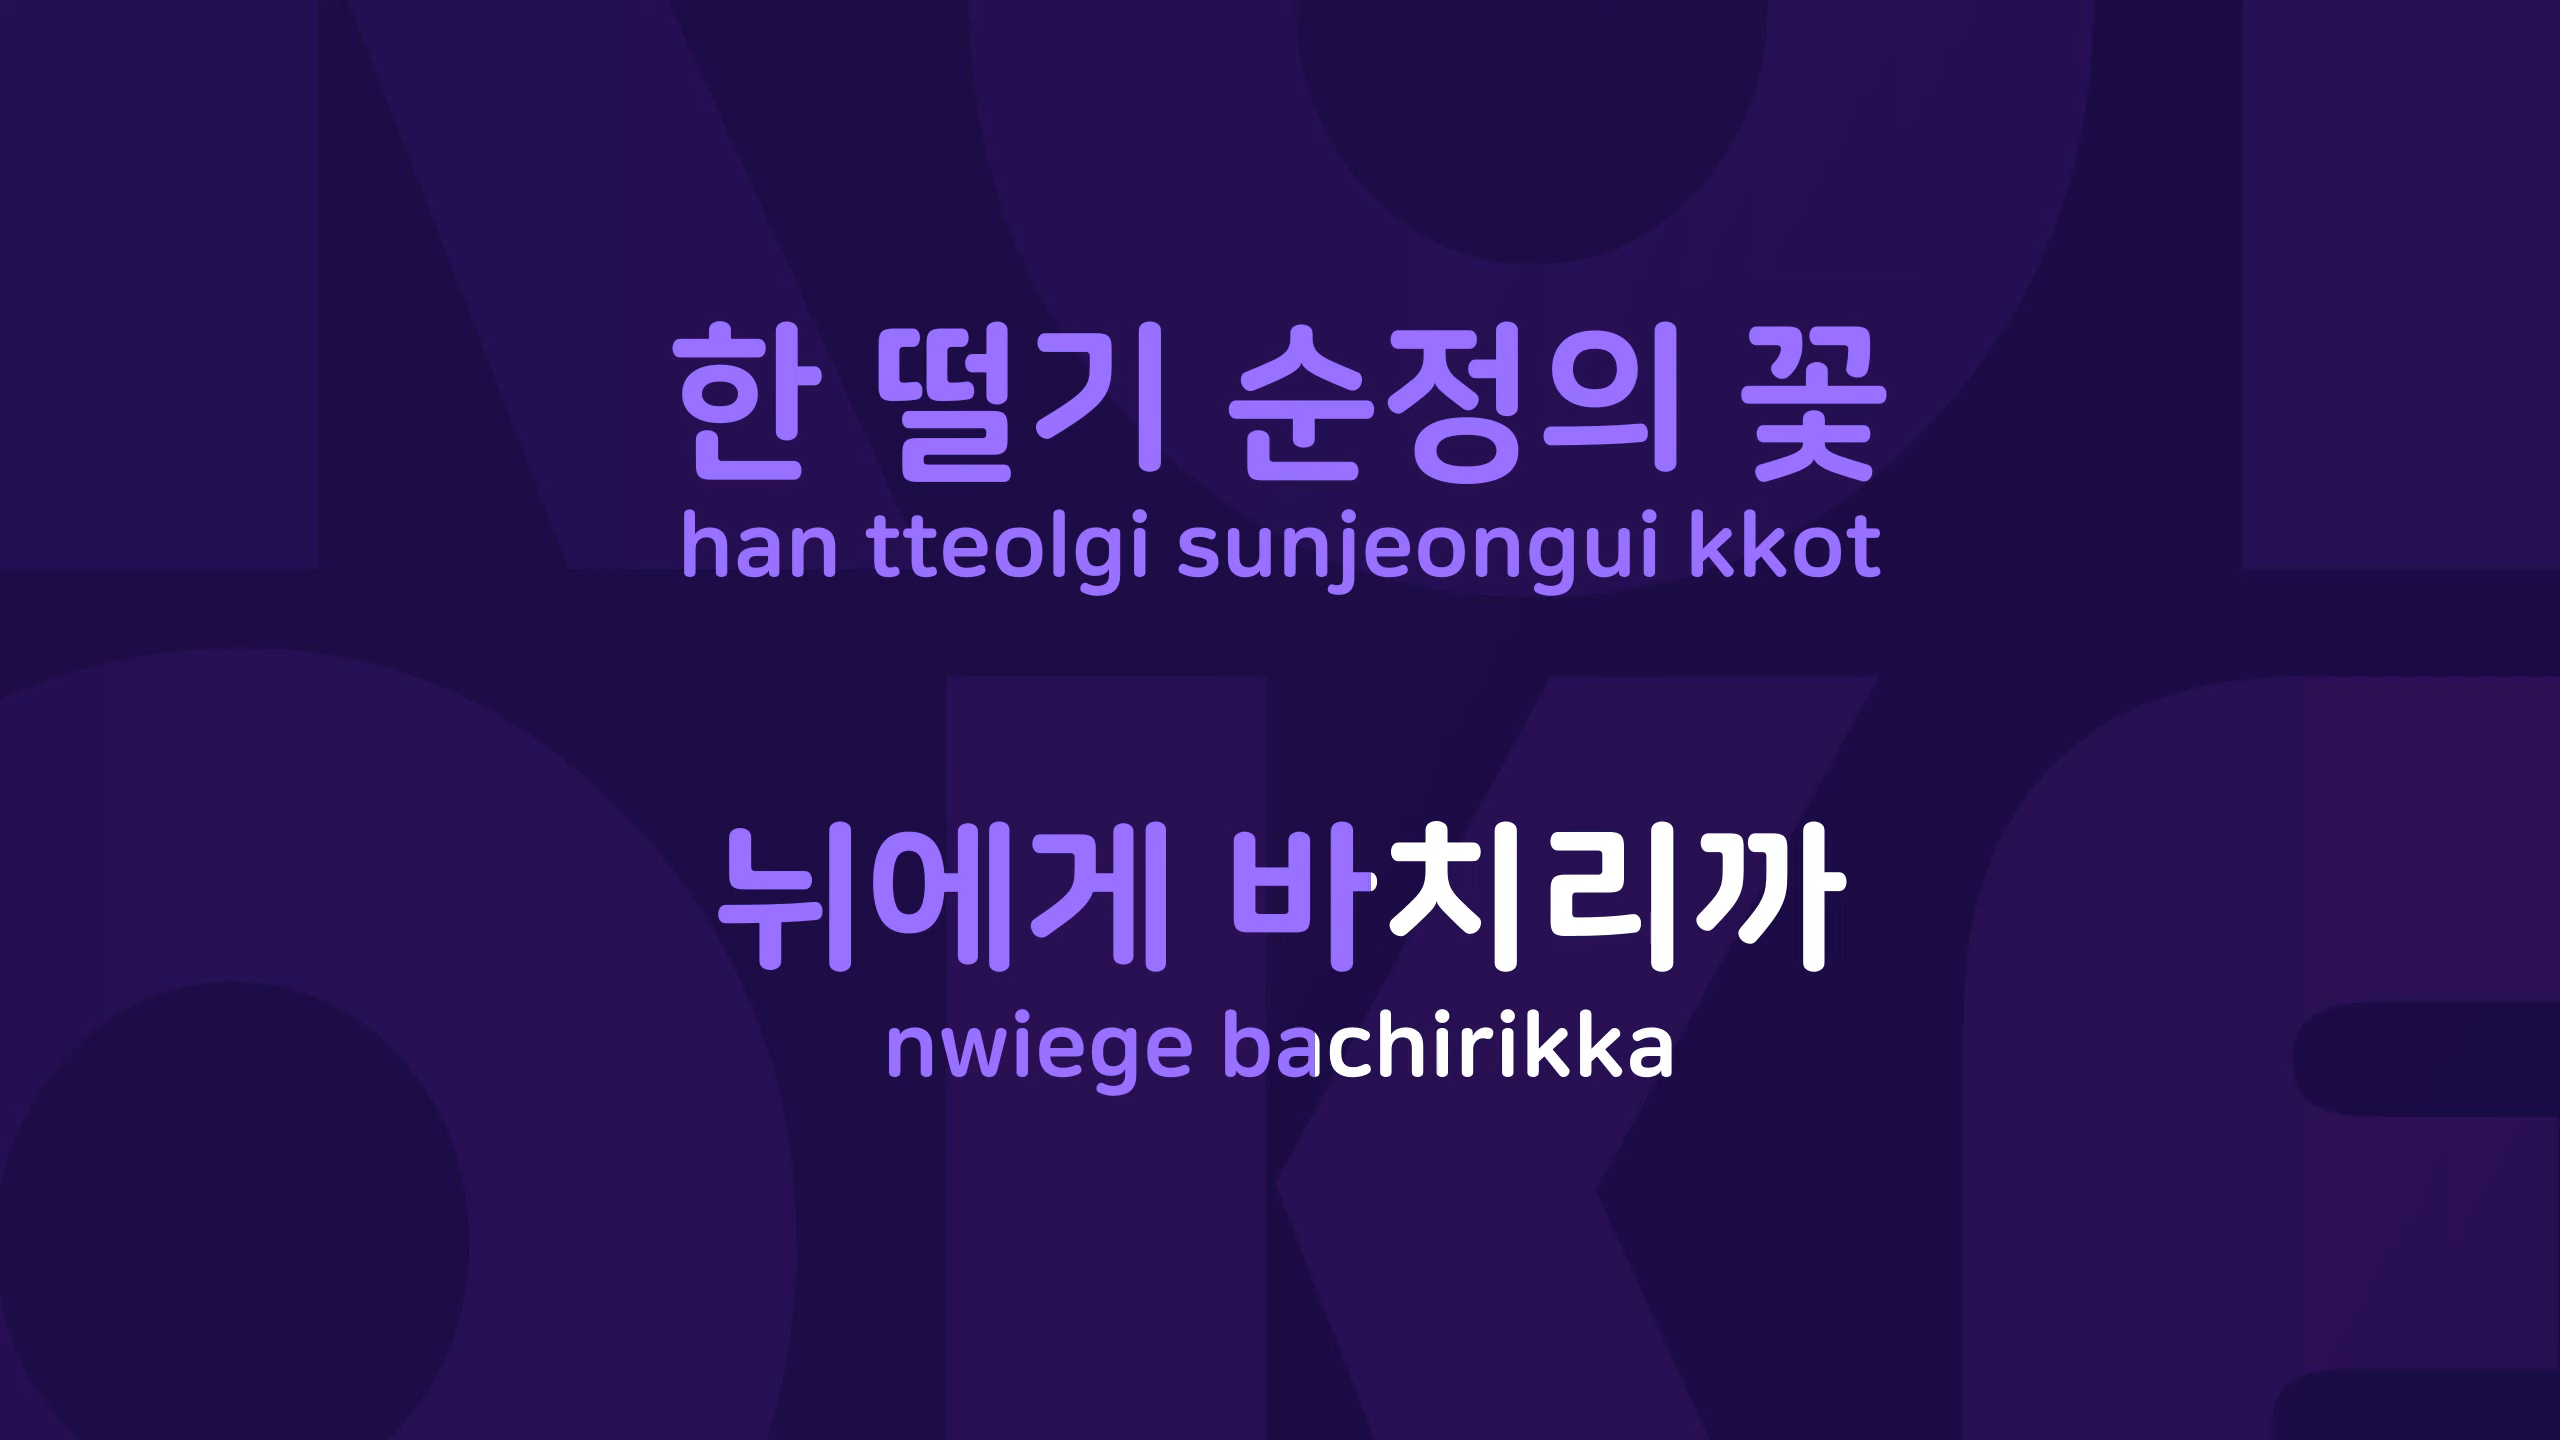 한 떨기 순정의 꽃
han tteolgi sunjeongui kkot
뉘에게 바치리까
nwiege bachirikka